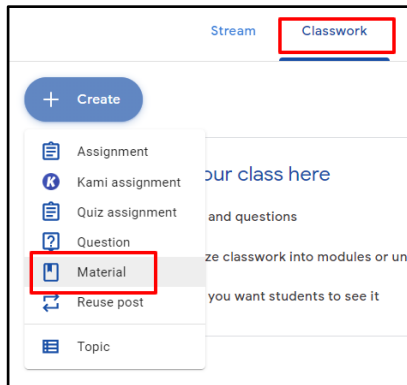 Stream Classwork
+ Create
Assignment
K Kami assignment
Quiz assignment
our class here
and questions
Question
ze classwork into modules or un
Material
you want students to see it
Reuse post
Topic